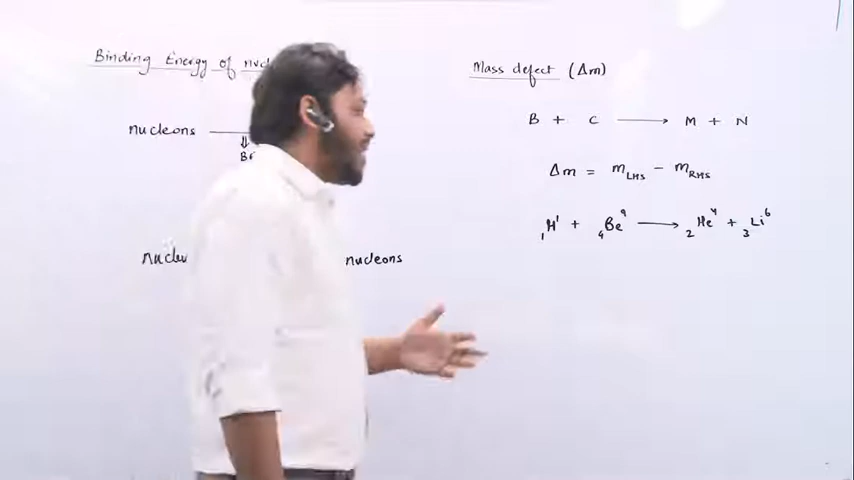 Binding Energy of
nucleons
nucleons
Mass defect (Δm)
B + C ⟶ M + N
Δm = m_LHS − m_RHS
₁H¹ + ₄Be⁹ ⟶ ₂He⁴ + ₃Li⁶